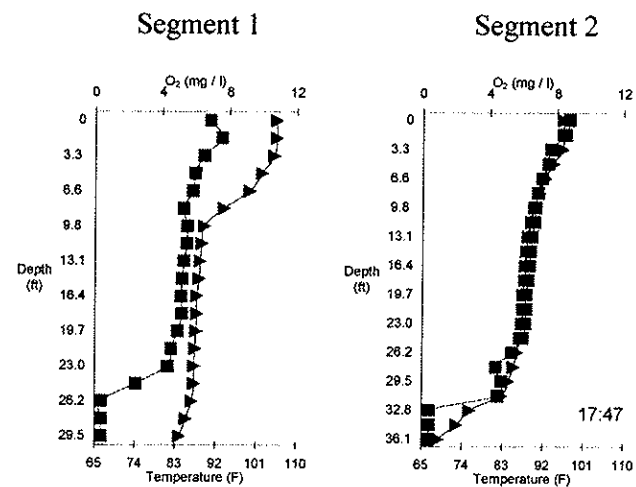 Segment 1
Segment 2
O₂ (mg / l)
O₂ (mg / l)
0 4 8 12
0 4 8 12
0
3.3
6.6
9.8
13.1
16.4
19.7
23.0
26.2
29.5
Depth
(ft)
65 74 83 92 101 110
Temperature (F)
0
3.3
6.6
9.8
13.1
16.4
19.7
23.0
26.2
29.5
32.8
36.1
Depth
(ft)
17:47
65 74 83 92 101 110
Temperature (F)